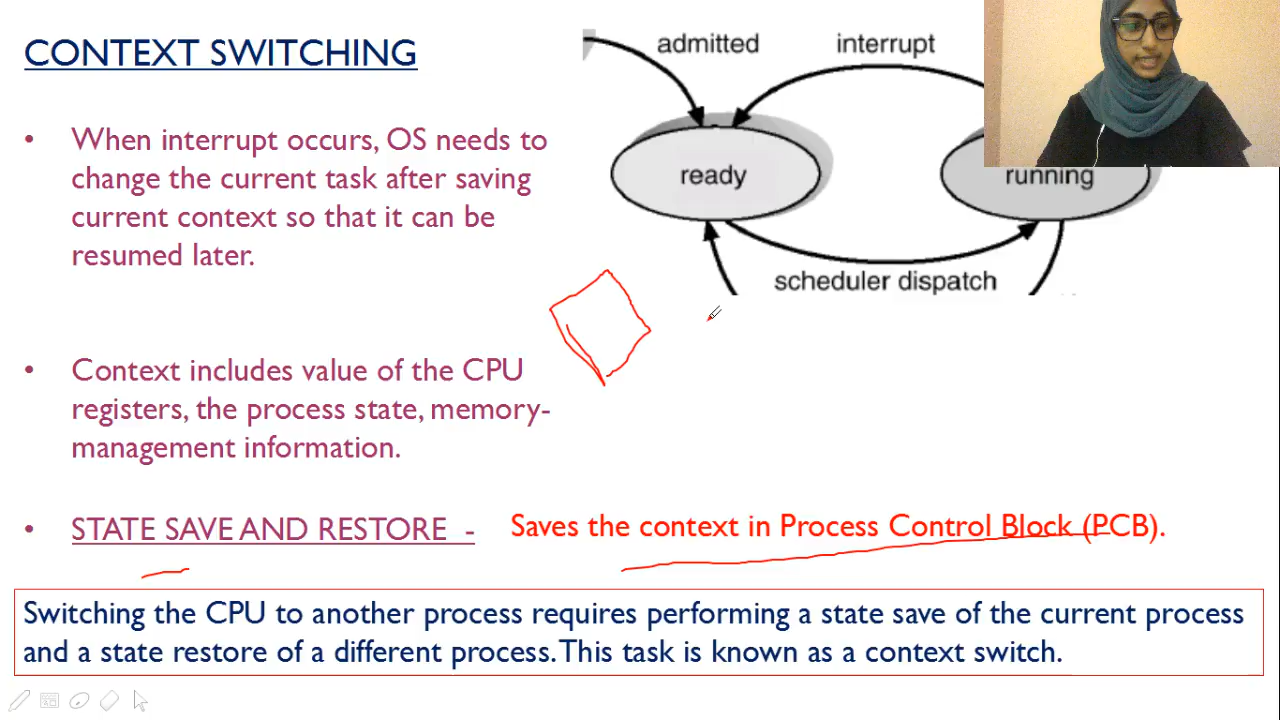 CONTEXT SWITCHING
admitted
interrupt
ready
running
scheduler dispatch
• When interrupt occurs, OS needs to
change the current task after saving
current context so that it can be
resumed later.
• Context includes value of the CPU
registers, the process state, memory-
management information.
• STATE SAVE AND RESTORE - Saves the context in Process Control Block (PCB).
Switching the CPU to another process requires performing a state save of the current process
and a state restore of a different process. This task is known as a context switch.